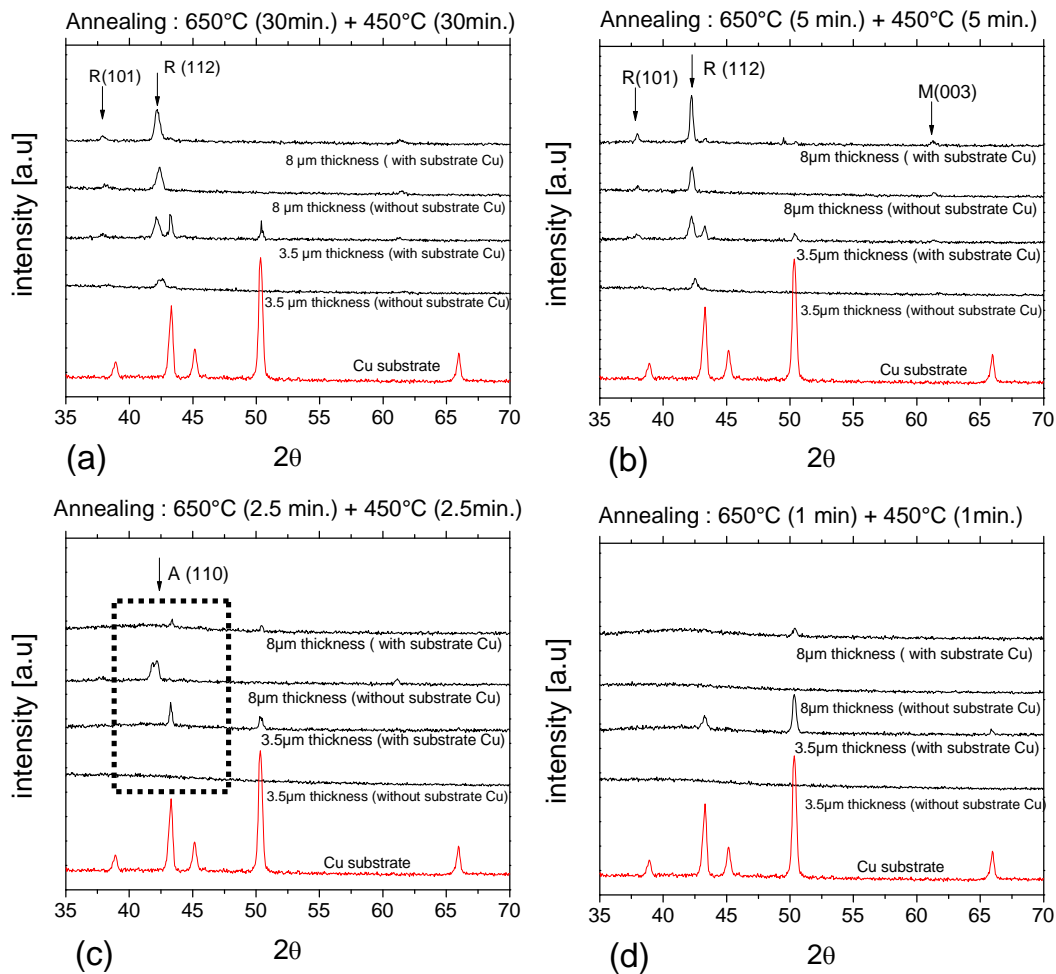 Annealing : 650°C (30min.) + 450°C (30min.)
R(101)
R (112)
8 μm thickness ( with substrate Cu)
8 μm thickness (without substrate Cu)
3.5 μm thickness (with substrate Cu)
3.5 μm thickness (without substrate Cu)
Cu substrate
intensity [a.u]
35 40 45 50 55 60 65 70
2θ
(a)
Annealing : 650°C (5 min.) + 450°C (5 min.)
R(101)
R (112)
M(003)
8μm thickness ( with substrate Cu)
8μm thickness (without substrate Cu)
3.5μm thickness (with substrate Cu)
3.5μm thickness (without substrate Cu)
Cu substrate
intensity [a.u]
35 40 45 50 55 60 65 70
2θ
(b)
Annealing : 650°C (2.5 min.) + 450°C (2.5min.)
A (110)
8μm thickness ( with substrate Cu)
8μm thickness (without substrate Cu)
3.5μm thickness (with substrate Cu)
3.5μm thickness (without substrate Cu)
Cu substrate
intensity [a.u]
35 40 45 50 55 60 65 70
2θ
(c)
Annealing : 650°C (1 min) + 450°C (1min.)
8μm thickness ( with substrate Cu)
8μm thickness (without substrate Cu)
3.5μm thickness (with substrate Cu)
3.5μm thickness (without substrate Cu)
Cu substrate
intensity [a.u]
35 40 45 50 55 60 65 70
2θ
(d)